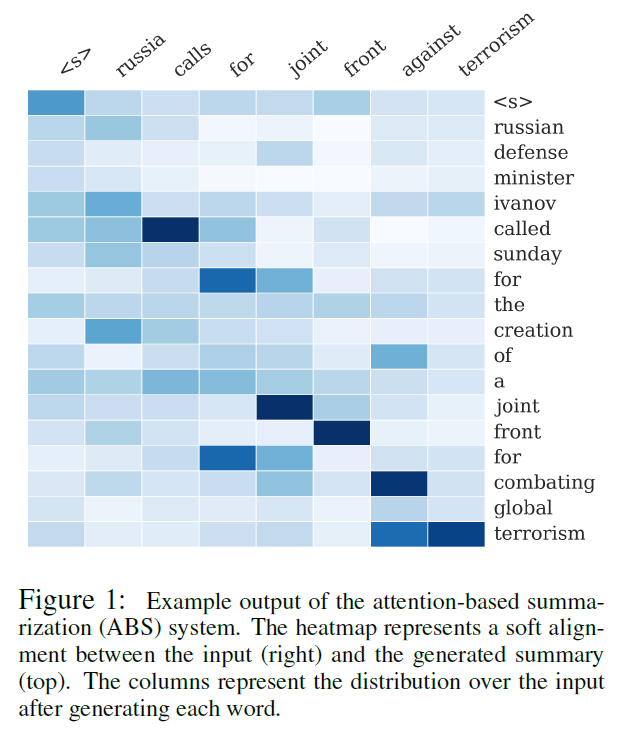 <s> russia calls for joint front against terrorism
<s>
russian
defense
minister
ivanov
called
sunday
for
the
creation
of
a
joint
front
for
combating
global
terrorism
Figure 1: Example output of the attention-based summa-
rization (ABS) system. The heatmap represents a soft align-
ment between the input (right) and the generated summary
(top). The columns represent the distribution over the input
after generating each word.